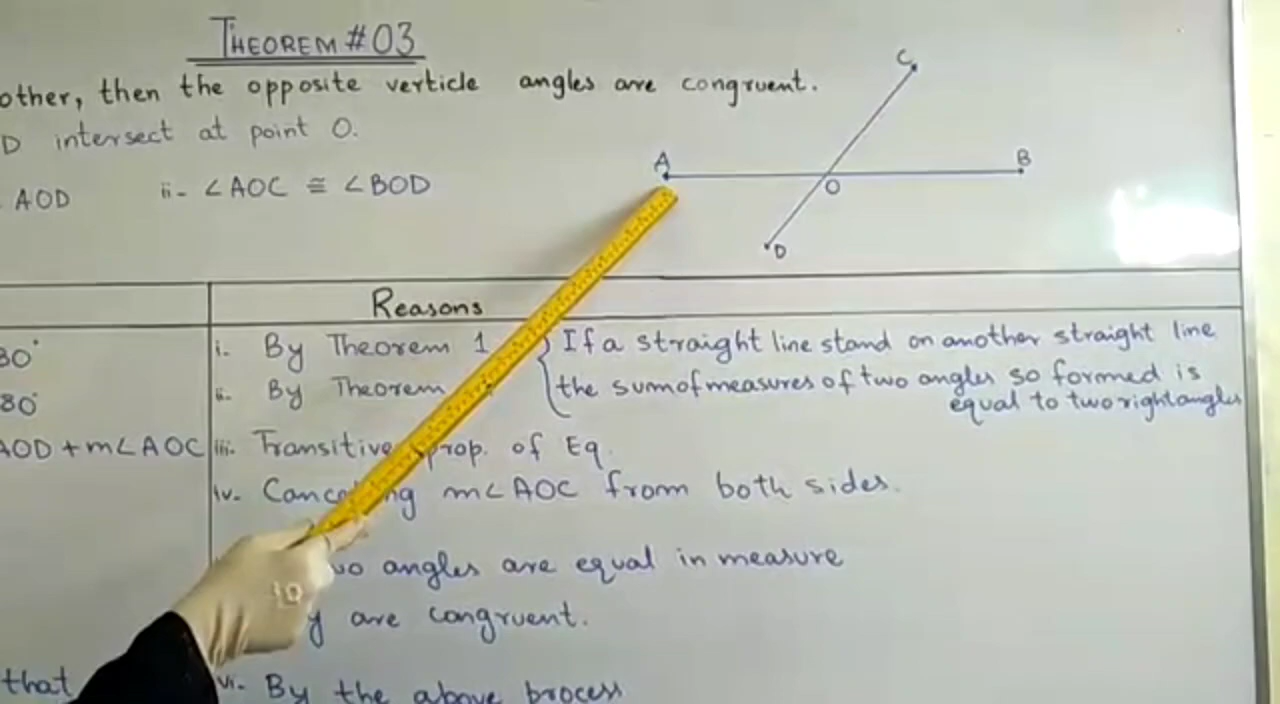 THEOREM # 03
other, then the opposite verticle angles are congruent.
D intersect at point O.
AOD ii- ∠AOC ≅ ∠BOD
C
A
B
O
D
Reasons
80° i. By Theorem 1 { If a straight line stand on another straight line
80° ii. By Theorem the sum of measures of two angles so formed is
equal to two right angles
AOD + m∠AOC iii. Transitive prop. of Eq.
iv. m∠AOC from both sides.
angles are equal in measure
are congruent.
that vi- By the above process